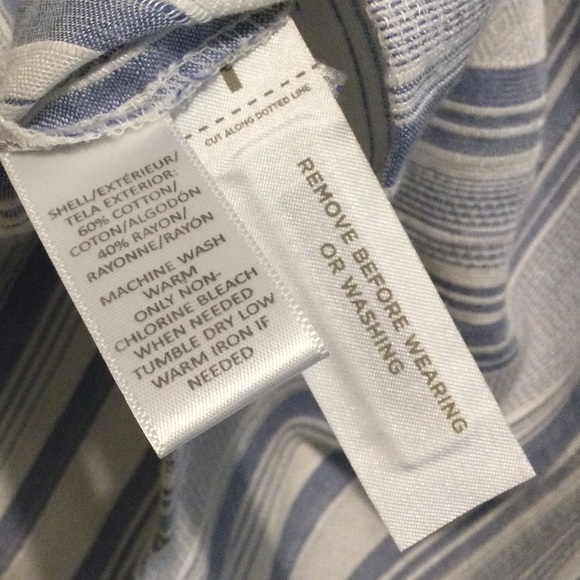 SHELL/EXTÉRIEUR/
TELA EXTERIOR:
60% COTTON/
COTON/ALGODÓN
40% RAYON/
RAYONNE/RAYÓN
MACHINE WASH
WARM
ONLY NON-
CHLORINE BLEACH
WHEN NEEDED
TUMBLE DRY LOW
WARM IRON IF
NEEDED
CUT ALONG DOTTED LINE
REMOVE BEFORE WEARING
OR WASHING